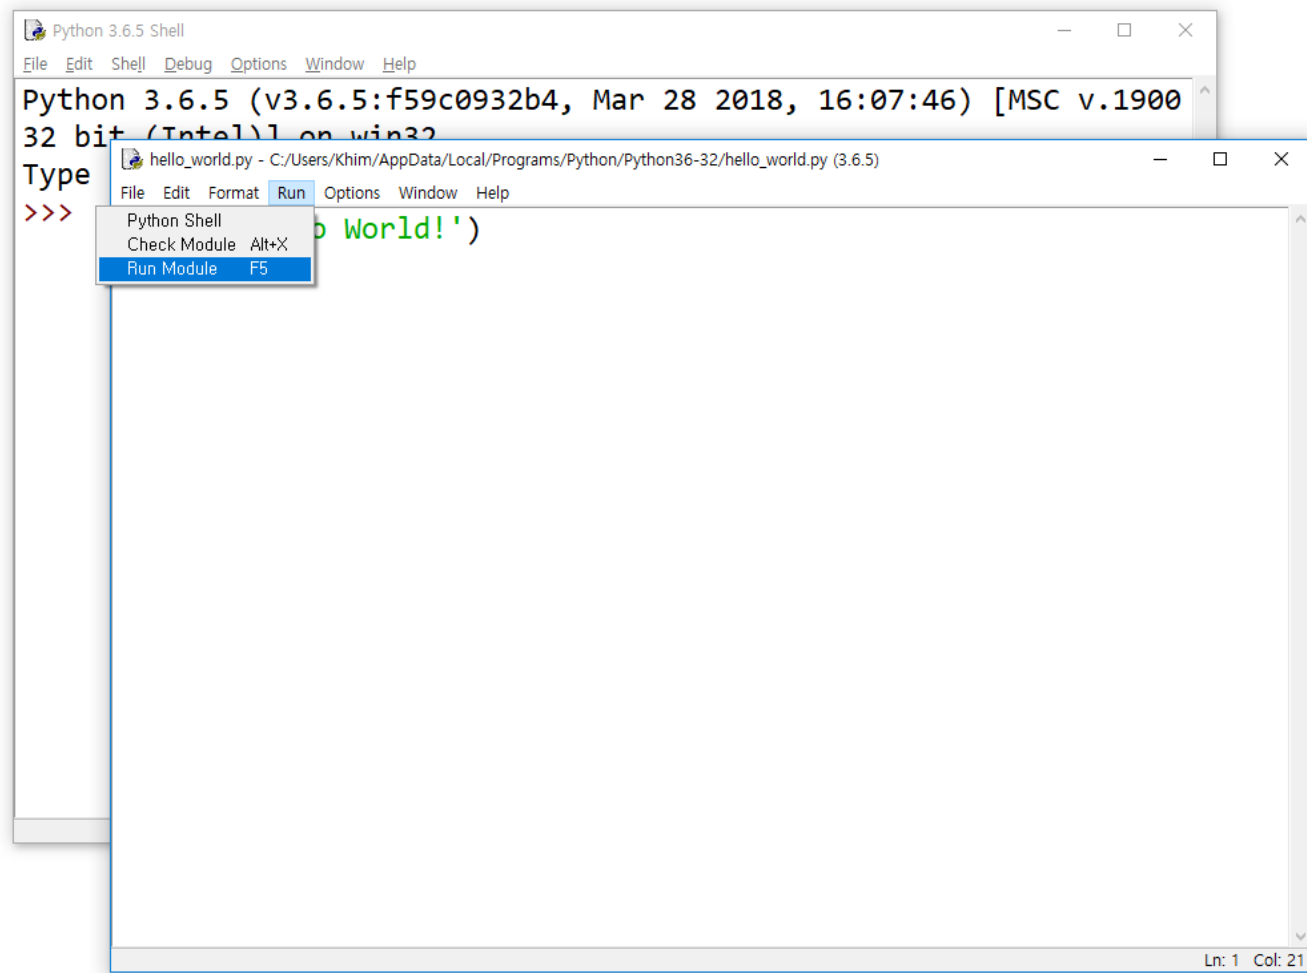 Python 3.6.5 Shell
File Edit Shell Debug Options Window Help
Python 3.6.5 (v3.6.5:f59c0932b4, Mar 28 2018, 16:07:46) [MSC v.1900
32 bit (Intel)] on win32
Type
>>>
hello_world.py - C:/Users/Khim/AppData/Local/Programs/Python/Python36-32/hello_world.py (3.6.5)
File Edit Format Run Options Window Help
Python Shell
Check Module Alt+X
Run Module F5
World!')
Ln: 1 Col: 21